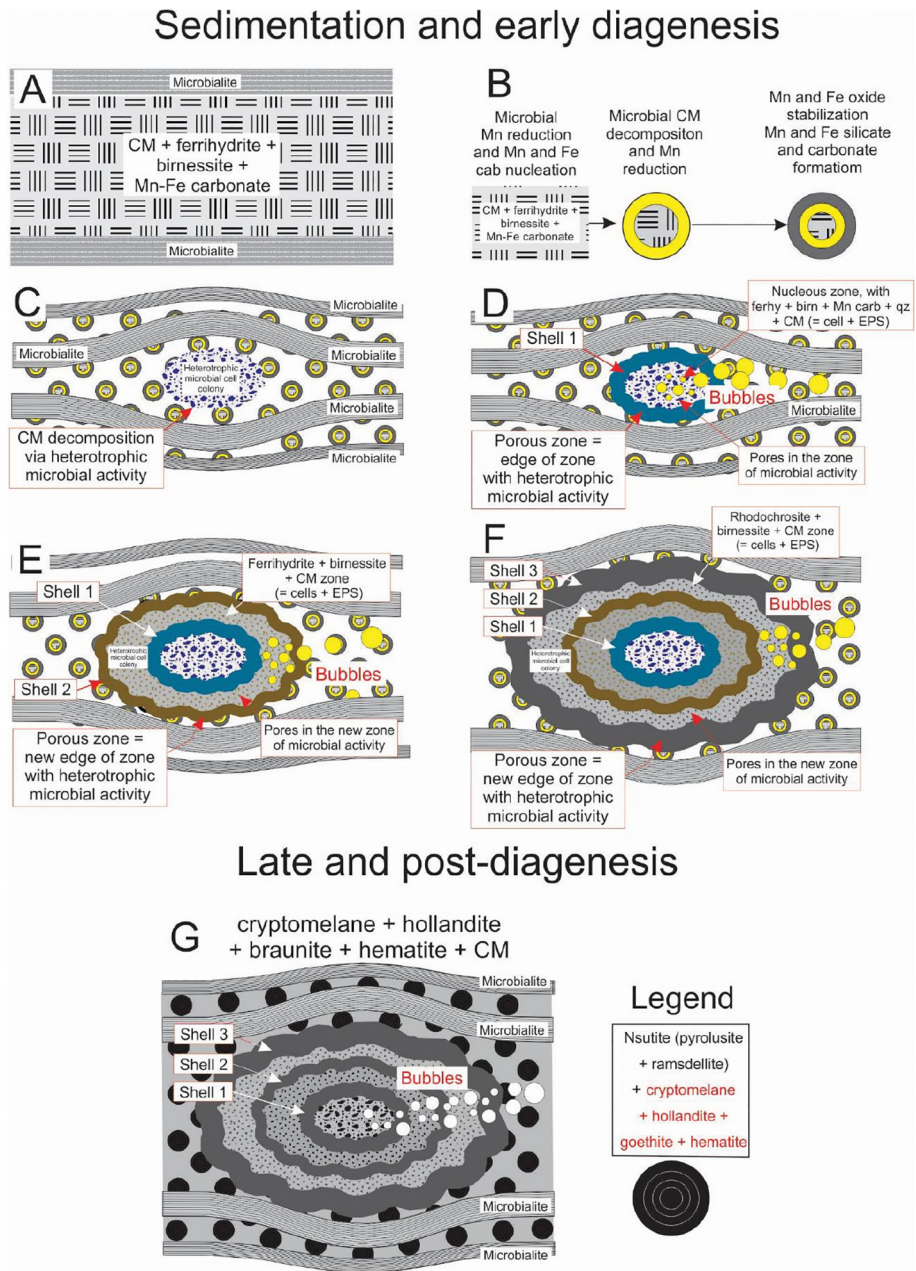 Sedimentation and early diagenesis
A
Microbialite
CM + ferrihydrite +
birnessite +
Mn-Fe carbonate
Microbialite
B
Microbial
Mn reduction
and Mn and Fe
cab nucleation
CM + ferrihydrite +
birnessite +
Mn-Fe carbonate
Microbial CM
decompositon
and Mn
reduction
Mn and Fe oxide
stabilization
Mn and Fe silicate
and carbonate
formatiom
C
Microbialite
Microbialite
Microbialite
Heterotrophic
microbial cell
colony
Microbialite
Microbialite
CM decomposition
via heterotrophic
microbial activity
D
Nucleous zone, with
ferhy + birn + Mn carb + qz
+ CM (= cell + EPS)
Shell 1
Bubbles
Microbialite
Porous zone =
edge of zone
with heterotrophic
microbial activity
Pores in the zone
of microbial activity
E
Ferrihydrite + birnessite
+ CM zone
(= cells + EPS)
Shell 1
Heterotrophic
microbial cell
colony
Bubbles
Shell 2
Porous zone =
new edge of zone
with heterotrophic
microbial activity
Pores in the new
zone of microbial
activity
F
Rhodochrosite +
birnessite + CM zone
(= cells + EPS)
Shell 3
Shell 2
Shell 1
Bubbles
Heterotrophic
microbial cell
colony
Porous zone =
new edge of zone
with heterotrophic
microbial activity
Pores in the new zone
of microbial activity
Late and post-diagenesis
G
cryptomelane + hollandite
+ braunite + hematite + CM
Microbialite
Microbialite
Shell 3
Shell 2
Shell 1
Bubbles
Microbialite
Microbialite
Legend
Nsutite (pyrolusite
+ ramsdellite)
+ cryptomelane
+ hollandite +
goethite + hematite